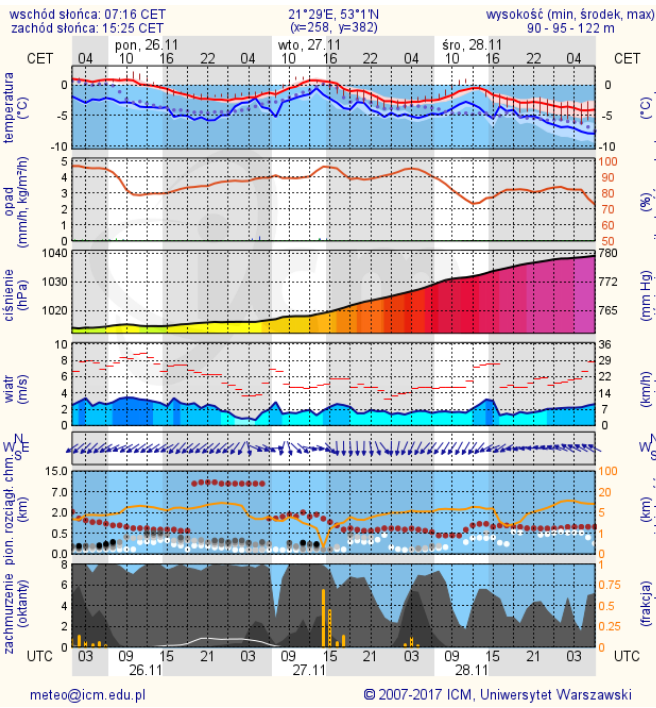 wschód słońca: 07:16 CET 21°29'E, 53°1'N wysokość (min, środek, max)
zachód słońca: 15:25 CET (x=258, y=382) 90 - 95 - 122 m
pon, 26.11 wto, 27.11 śro, 28.11
CET 04 10 16 22 04 10 16 22 04 10 16 22 04 CET
temperatura (°C) 0 -5 -10 0 -5 -10 (°C)
opad (mm/h, kg/m²/h) 5 4 3 2 1 0 100 90 80 70 60 50 (%)
ciśnienie (hPa) 1040 1030 1020 780 772 765 (mm Hg)
wiatr (m/s) 10 8 6 4 2 0 36 29 22 14 7 0 (km/h)
N W E S N W S
pion. rozciągł. chm. (km) 15.0 7.0 2.0 0.5 0.0 100 20 5 1 0 (km)
zachmurzenie (oktanty) 8 6 4 2 0 1 0.75 0.5 0.25 0 (frakcja)
UTC 03 09 15 21 03 09 15 21 03 09 15 21 03 UTC
26.11 27.11 28.11
meteo@icm.edu.pl © 2007-2017 ICM, Uniwersytet Warszawski